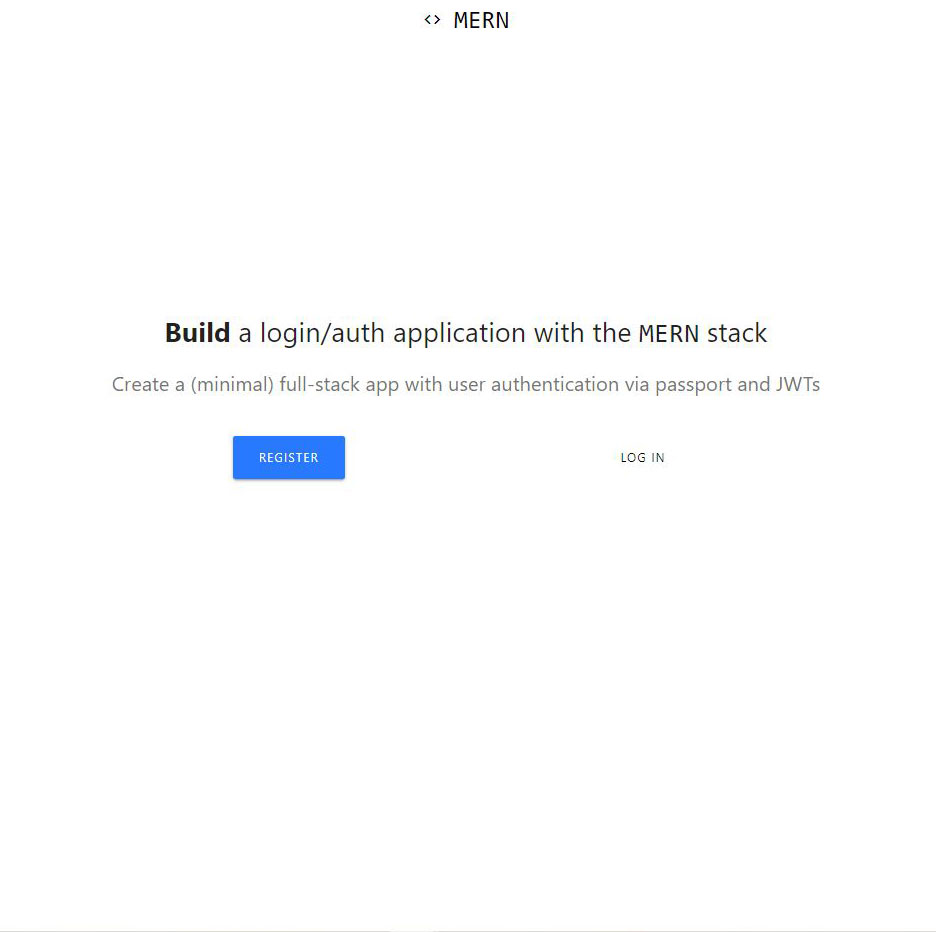 <> MERN
Build a login/auth application with the MERN stack
Create a (minimal) full-stack app with user authentication via passport and JWTs
REGISTER
LOG IN